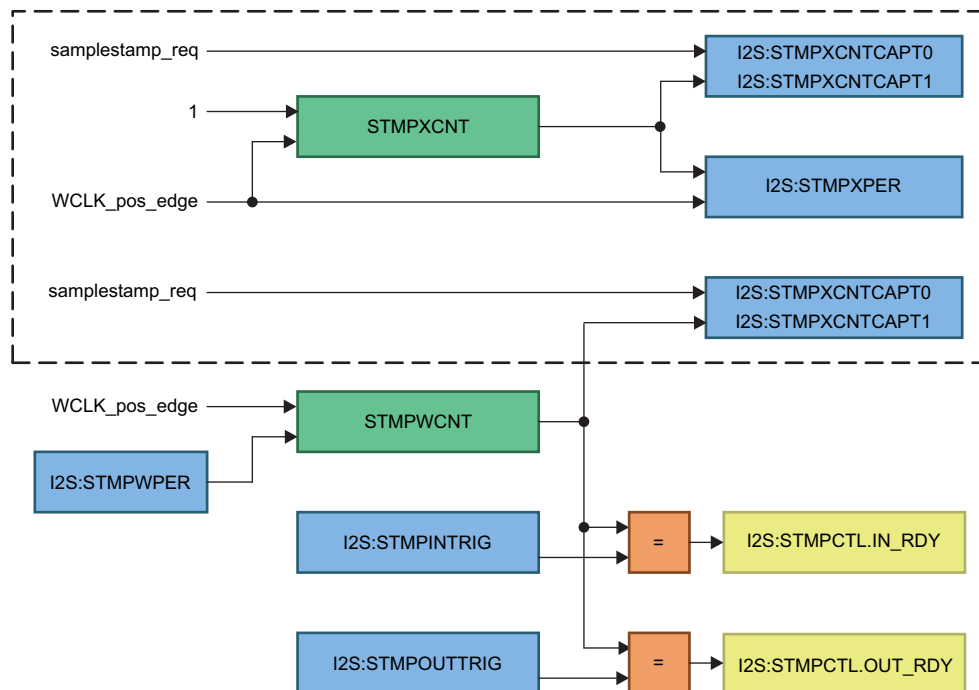 samplestamp_req
I2S:STMPXCNTCAPT0
I2S:STMPXCNTCAPT1
1
STMPXCNT
I2S:STMPXPER
WCLK_pos_edge
samplestamp_req
I2S:STMPXCNTCAPT0
I2S:STMPXCNTCAPT1
WCLK_pos_edge
STMPWCNT
I2S:STMPWPER
I2S:STMPINTRIG
=
I2S:STMPCTL.IN_RDY
I2S:STMPOUTTRIG
=
I2S:STMPCTL.OUT_RDY